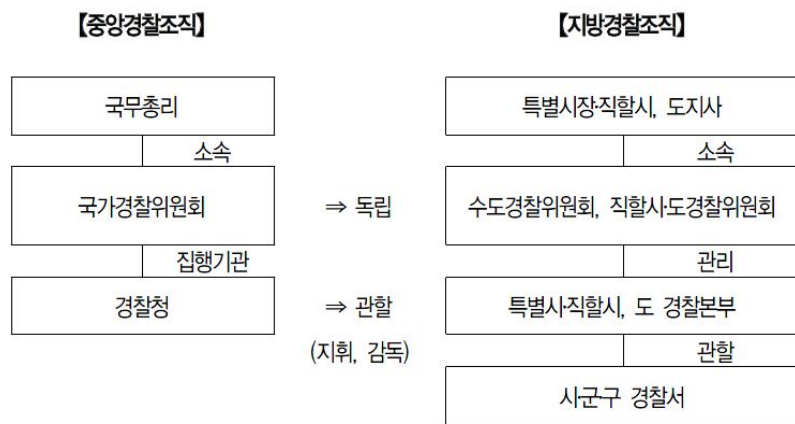 【중앙경찰조직】 【지방경찰조직】
국무총리 특별시장·직할시, 도지사
소속 소속
국가경찰위원회 ⇒ 독립 수도경찰위원회, 직할시·도경찰위원회
집행기관 관리
경찰청 ⇒ 관할 특별시·직할시, 도 경찰본부
(지휘, 감독) 관할
시·군·구 경찰서